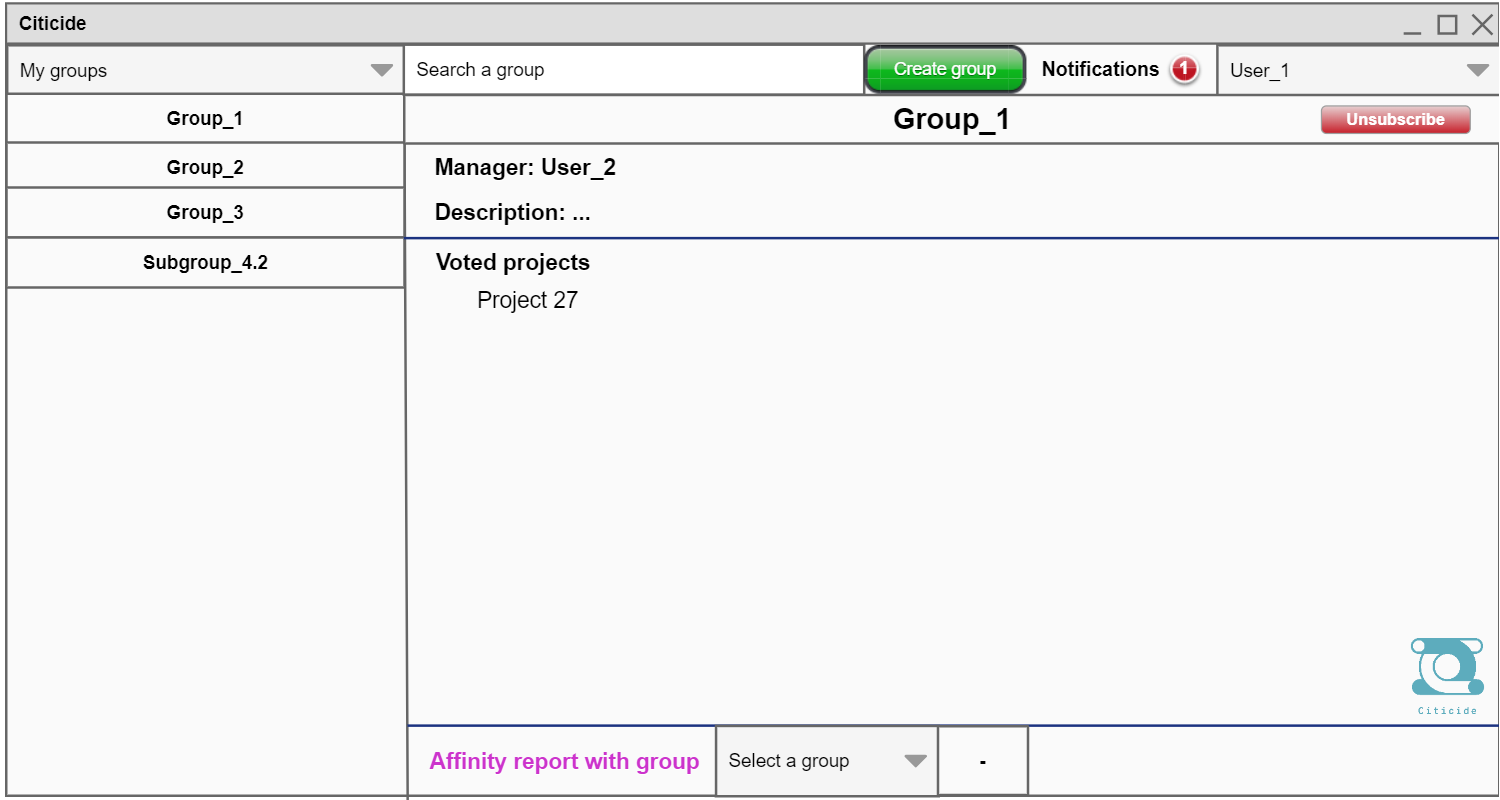 Citicide
My groups
Search a group
Create group
Notifications 1
User_1
Group_1
Group_2
Group_3
Subgroup_4.2
Group_1
Unsubscribe
Manager: User_2
Description: ...
Voted projects
Project 27
Citicide
Affinity report with group
Select a group
-